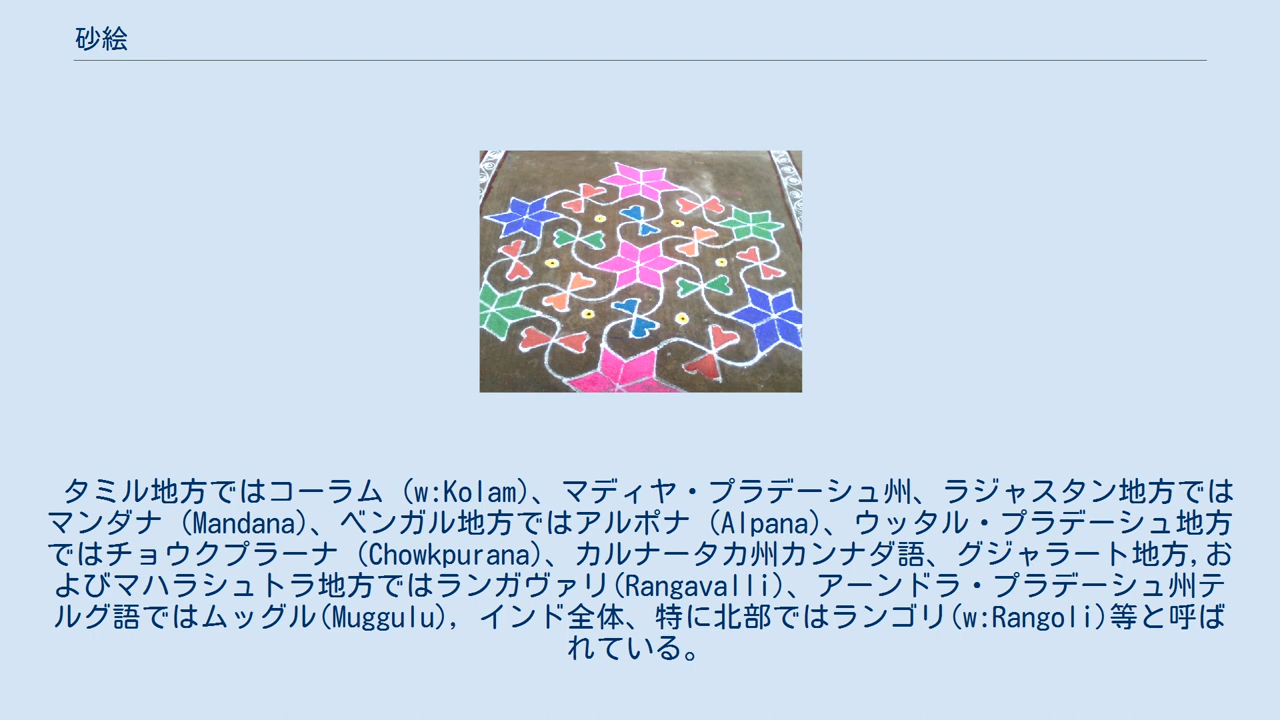 砂絵
タミル地方ではコーラム (w:Kolam)、マディヤ・プラデーシュ州、ラジャスタン地方では
マンダナ (Mandana)、ベンガル地方ではアルポナ (Alpana)、ウッタル・プラデーシュ地方
ではチョウクプラーナ (Chowkpurana)、カルナータカ州カンナダ語、グジャラート地方,お
よびマハラシュトラ地方ではランガヴァリ(Rangavalli)、アーンドラ・プラデーシュ州テ
ルグ語ではムッグル(Muggulu), インド全体、特に北部ではランゴリ(w:Rangoli)等と呼ば
れている。